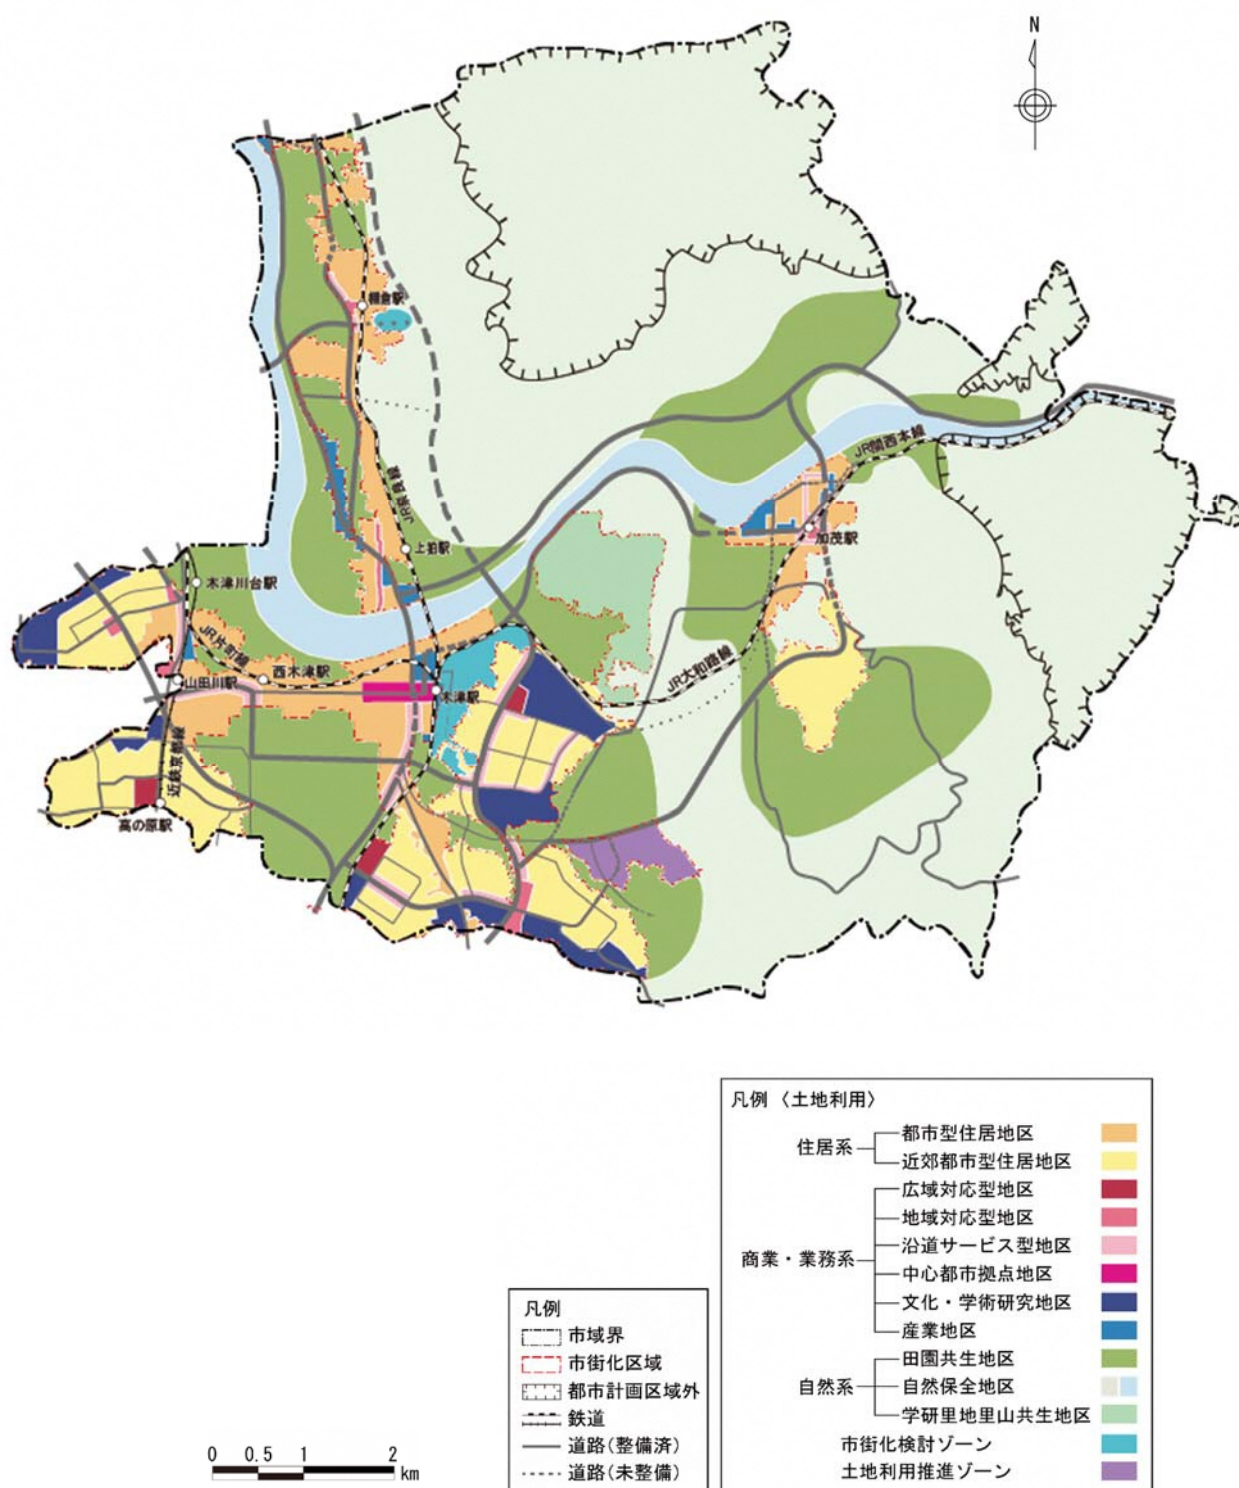 N
棚倉駅
JR奈良線
JR関西本線
上狛駅
加茂駅
木津川台駅
JR片町線
西木津駅
山田川駅
木津駅
JR大和路線
近鉄京都線
高の原駅
凡例〈土地利用〉
住居系
都市型住居地区
近郊都市型住居地区
商業・業務系
広域対応型地区
地域対応型地区
沿道サービス型地区
中心都市拠点地区
文化・学術研究地区
産業地区
自然系
田園共生地区
自然保全地区
学研里地里山共生地区
市街化検討ゾーン
土地利用推進ゾーン
凡例
市域界
市街化区域
都市計画区域外
鉄道
道路(整備済)
道路(未整備)
0 0.5 1 2 km